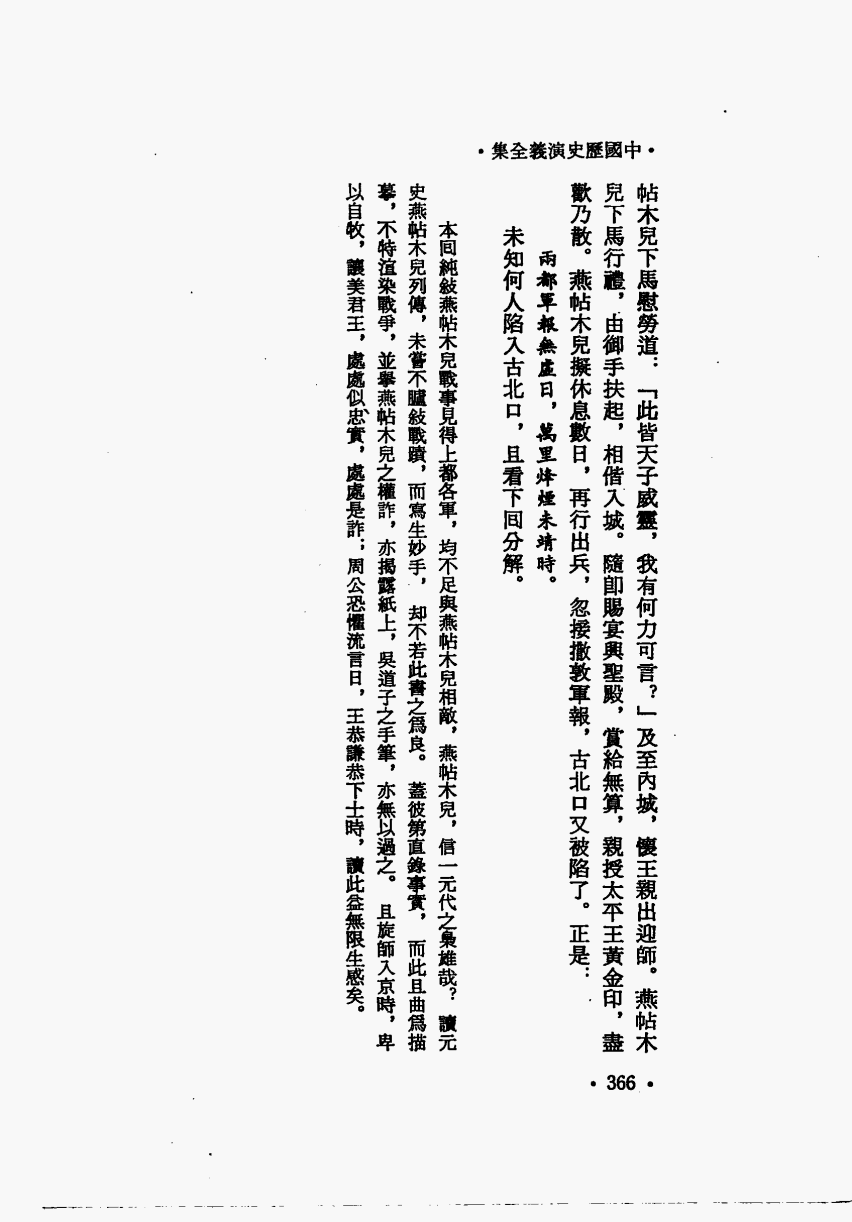 •中國歷史演義全集•
帖木兒下馬慰勞道：「此皆天子威靈，我有何力可言？」及至內城，懷王親出迎師。燕帖木
兒下馬行禮，由御手扶起，相偕入城。隨卽賜宴興聖殿，賞給無算，親授太平王黃金印，盡
歡乃散。燕帖木兒擬休息數日，再行出兵，忽接撒敦軍報，古北口又被陷了。正是：
兩都軍報無虛日，萬里烽煙未靖時。
未知何人陷入古北口，且看下回分解。
本回純敍燕帖木兒戰事見得上都各軍，均不足與燕帖木兒相敵，燕帖木兒，信一元代之梟雄哉？讀元
史燕帖木兒列傳，未嘗不臚敍戰蹟，而寫生妙手，却不若此書之爲良。蓋彼第直錄事實，而此且曲爲描
摹，不特渲染戰爭，並舉燕帖木兒之權詐，亦揭露紙上，吳道子之手筆，亦無以過之。且旋師入京時，卑
以自牧，讓美君王，處處似忠實，處處是詐；周公恐懼流言日，王恭謙恭下士時，讀此益無限生感矣。
•366•